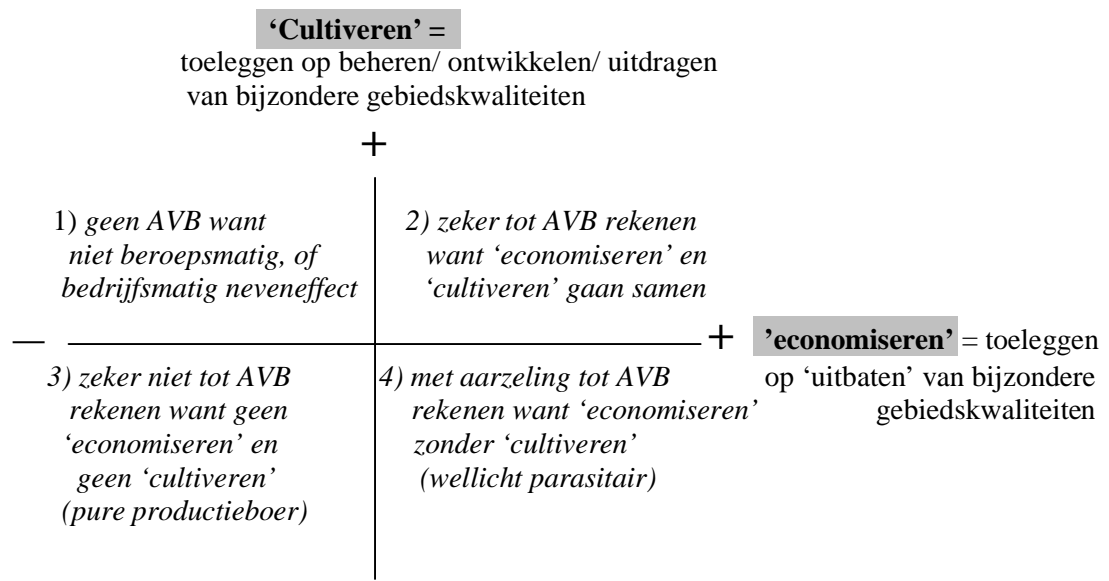 ‘Cultiveren’ =
toeleggen op beheren/ ontwikkelen/ uitdragen
van bijzondere gebiedskwaliteiten
+
1) geen AVB want
niet beroepsmatig, of
bedrijfsmatig neveneffect
2) zeker tot AVB rekenen
want ‘economiseren’ en
‘cultiveren’ gaan samen
—
+
’economiseren’ = toeleggen
op ‘uitbaten’ van bijzondere
gebiedskwaliteiten
3) zeker niet tot AVB
rekenen want geen
‘economiseren’ en
geen ‘cultiveren’
(pure productieboer)
4) met aarzeling tot AVB
rekenen want ‘economiseren’
zonder ‘cultiveren’
(wellicht parasitair)